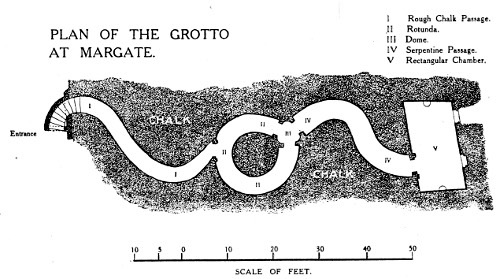 PLAN OF THE GROTTO
AT MARGATE.
I Rough Chalk Passage.
II Rotunda.
III Dome.
IV Serpentine Passage.
V Rectangular Chamber.
Entrance
I
CHALK
II
IV
III
II
V
IV
I
II
CHALK
10 5 0 10 20 30 40 50
SCALE OF FEET.